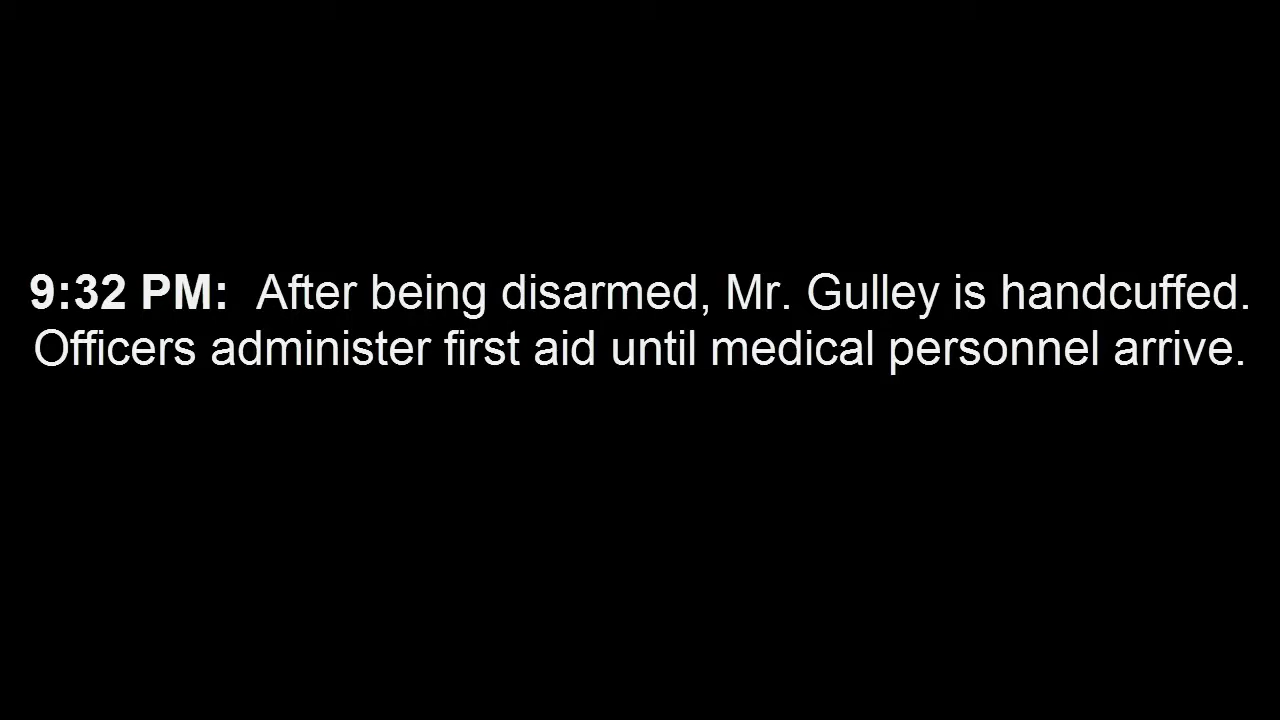 9:32 PM: After being disarmed, Mr. Gulley is handcuffed.
Officers administer first aid until medical personnel arrive.